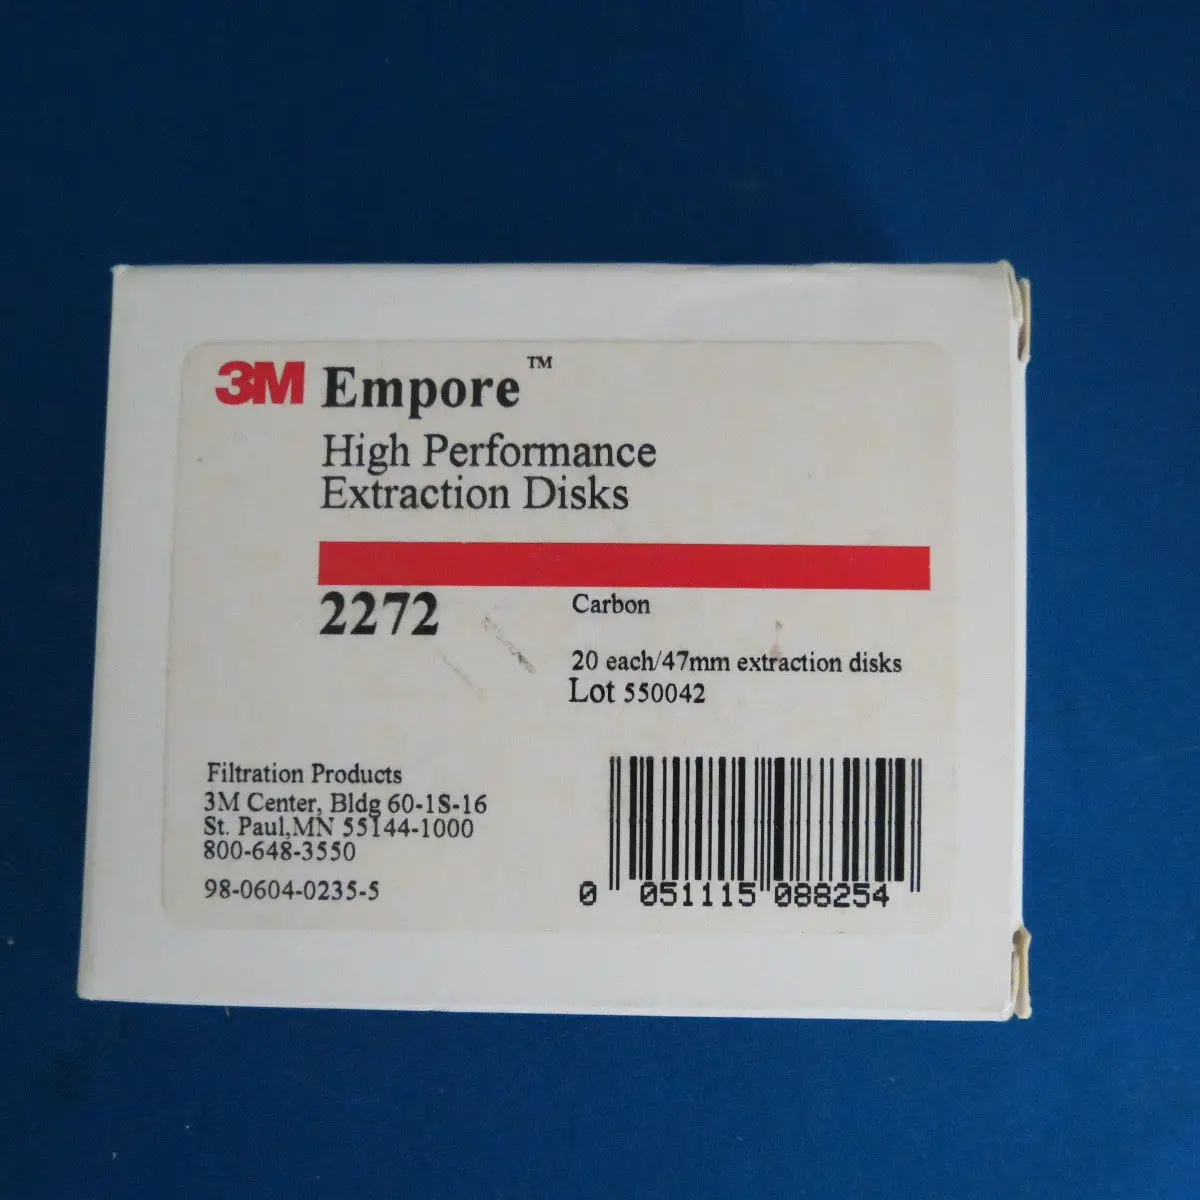 3M Empore™
High Performance
Extraction Disks
2272
Carbon
20 each/47mm extraction disks
Lot 550042
Filtration Products
3M Center, Bldg 60-1S-16
St. Paul,MN 55144-1000
800-648-3550
98-0604-0235-5
0 051115 088254